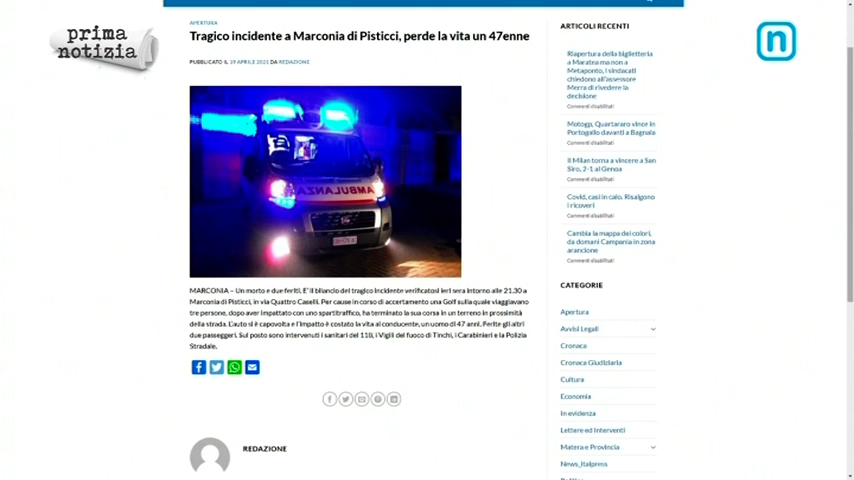 prima
notizia
n
APERTURA
Tragico incidente a Marconia di Pisticci, perde la vita un 47enne
PUBBLICATO IL 19 APRILE 2021 DA REDAZIONE
AMBULANZA
MARCONIA – Un morto e due feriti. E' il bilancio del tragico incidente verificatosi ieri sera intorno alle 21.30 a
Marconia di Pisticci, in via Quattro Caselli. Per cause in corso di accertamento una Golf sulla quale viaggiavano
tre persone, dopo aver impattato con uno spartitraffico, ha terminato la sua corsa in un terreno in prossimità
della strada. L'auto si è capovolta e l'impatto è costato la vita al conducente, un uomo di 47 anni. Ferite gli altri
due passeggeri. Sul posto sono intervenuti i sanitari del 118, i Vigili del fuoco di Tinchi, i Carabinieri e la Polizia
Stradale.
REDAZIONE
ARTICOLI RECENTI
Riapertura della biglietteria
a Maratea ma non a
Metaponto, i sindacati
chiedono all'assessore
Merra di rivedere la
decisione
Commenti disabilitati
Motogp, Quartararo vince in
Portogallo davanti a Bagnaia
Commenti disabilitati
Il Milan torna a vincere a San
Siro, 2-1 al Genoa
Commenti disabilitati
Covid, casi in calo. Risalgono
i ricoveri
Commenti disabilitati
Cambia la mappa dei colori,
da domani Campania in zona
arancione
Commenti disabilitati
CATEGORIE
Apertura
Avvisi Legali
Cronaca
Cronaca Giudiziaria
Cultura
Economia
In evidenza
Lettere ed Interventi
Matera e Provincia
News_Italpress